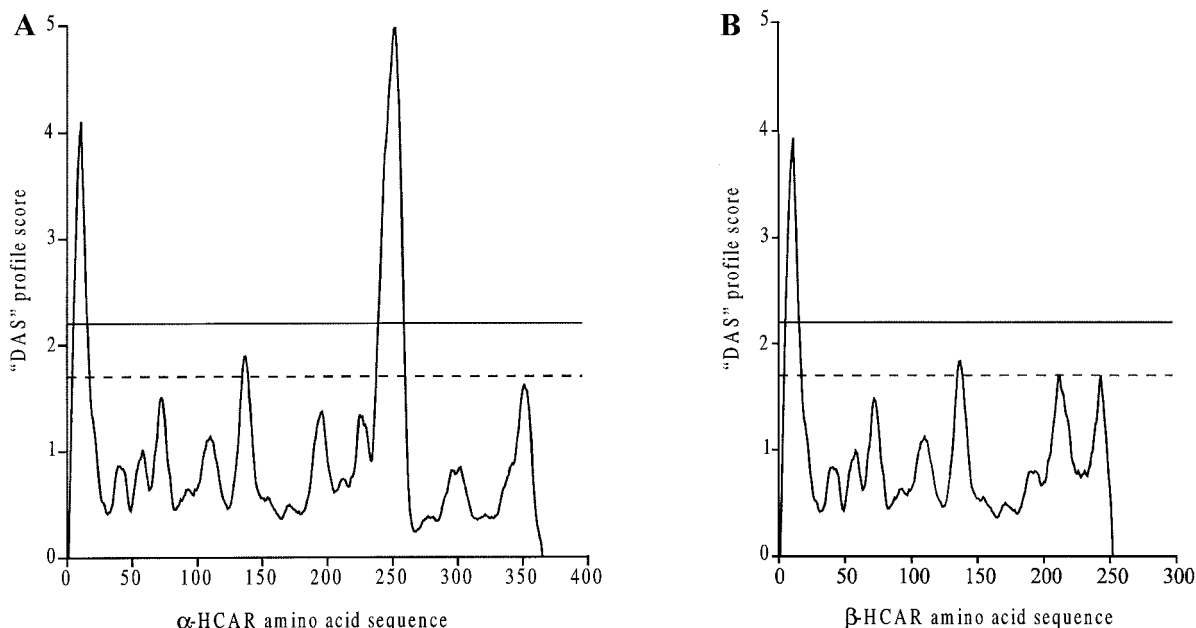 A
5
4
3
2
1
0
"DAS" profile score
0 50 100 150 200 250 300 350 400
α-HCAR amino acid sequence
B
5
4
3
2
1
0
"DAS" profile score
0 50 100 150 200 250 300
β-HCAR amino acid sequence